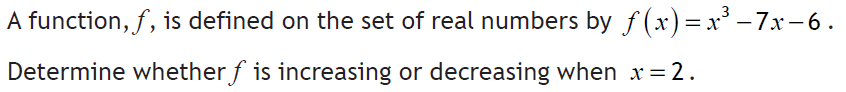 A function, f, is defined on the set of real numbers by f(x) = x³ – 7x – 6.
Determine whether f is increasing or decreasing when x = 2.